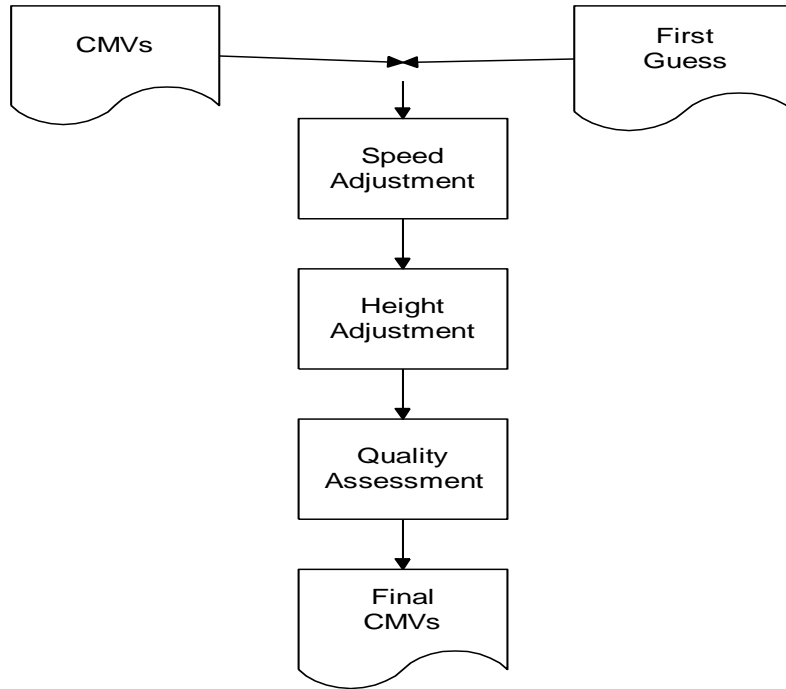 CMVs
First
Guess
Speed
Adjustment
Height
Adjustment
Quality
Assessment
Final
CMVs